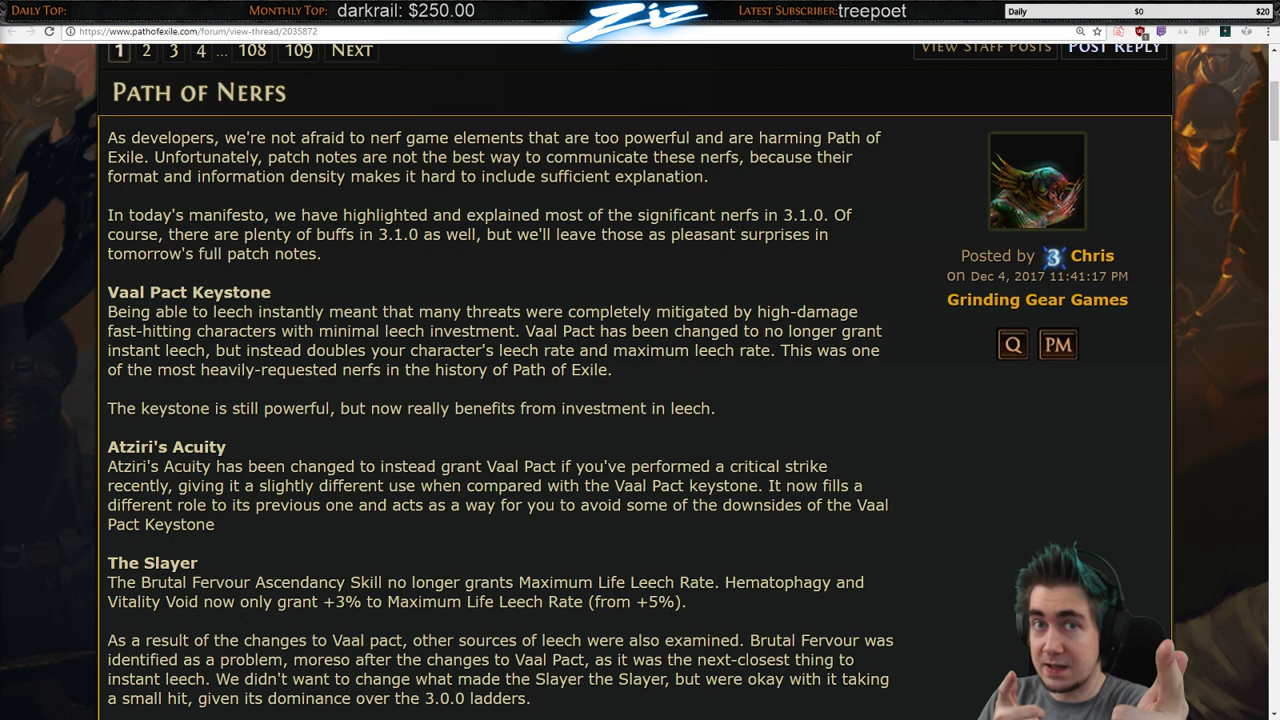 Daily Top:
Monthly Top: darkrail: $250.00
Ziz
Latest Subscriber: treepoet
Daily $0 $20
https://www.pathofexile.com/forum/view-thread/2035872
1 2 3 4 ... 108 109 Next
View Staff Posts Post Reply
Path of Nerfs
As developers, we're not afraid to nerf game elements that are too powerful and are harming Path of
Exile. Unfortunately, patch notes are not the best way to communicate these nerfs, because their
format and information density makes it hard to include sufficient explanation.
In today's manifesto, we have highlighted and explained most of the significant nerfs in 3.1.0. Of
course, there are plenty of buffs in 3.1.0 as well, but we'll leave those as pleasant surprises in
tomorrow's full patch notes.
Vaal Pact Keystone
Being able to leech instantly meant that many threats were completely mitigated by high-damage
fast-hitting characters with minimal leech investment. Vaal Pact has been changed to no longer grant
instant leech, but instead doubles your character's leech rate and maximum leech rate. This was one
of the most heavily-requested nerfs in the history of Path of Exile.
The keystone is still powerful, but now really benefits from investment in leech.
Atziri's Acuity
Atziri's Acuity has been changed to instead grant Vaal Pact if you've performed a critical strike
recently, giving it a slightly different use when compared with the Vaal Pact keystone. It now fills a
different role to its previous one and acts as a way for you to avoid some of the downsides of the Vaal
Pact Keystone
The Slayer
The Brutal Fervour Ascendancy Skill no longer grants Maximum Life Leech Rate. Hematophagy and
Vitality Void now only grant +3% to Maximum Life Leech Rate (from +5%).
As a result of the changes to Vaal pact, other sources of leech were also examined. Brutal Fervour was
identified as a problem, moreso after the changes to Vaal Pact, as it was the next-closest thing to
instant leech. We didn't want to change what made the Slayer the Slayer, but were okay with it taking
a small hit, given its dominance over the 3.0.0 ladders.
Posted by 3 Chris
on Dec 4, 2017 11:41:17 PM
Grinding Gear Games
Q PM